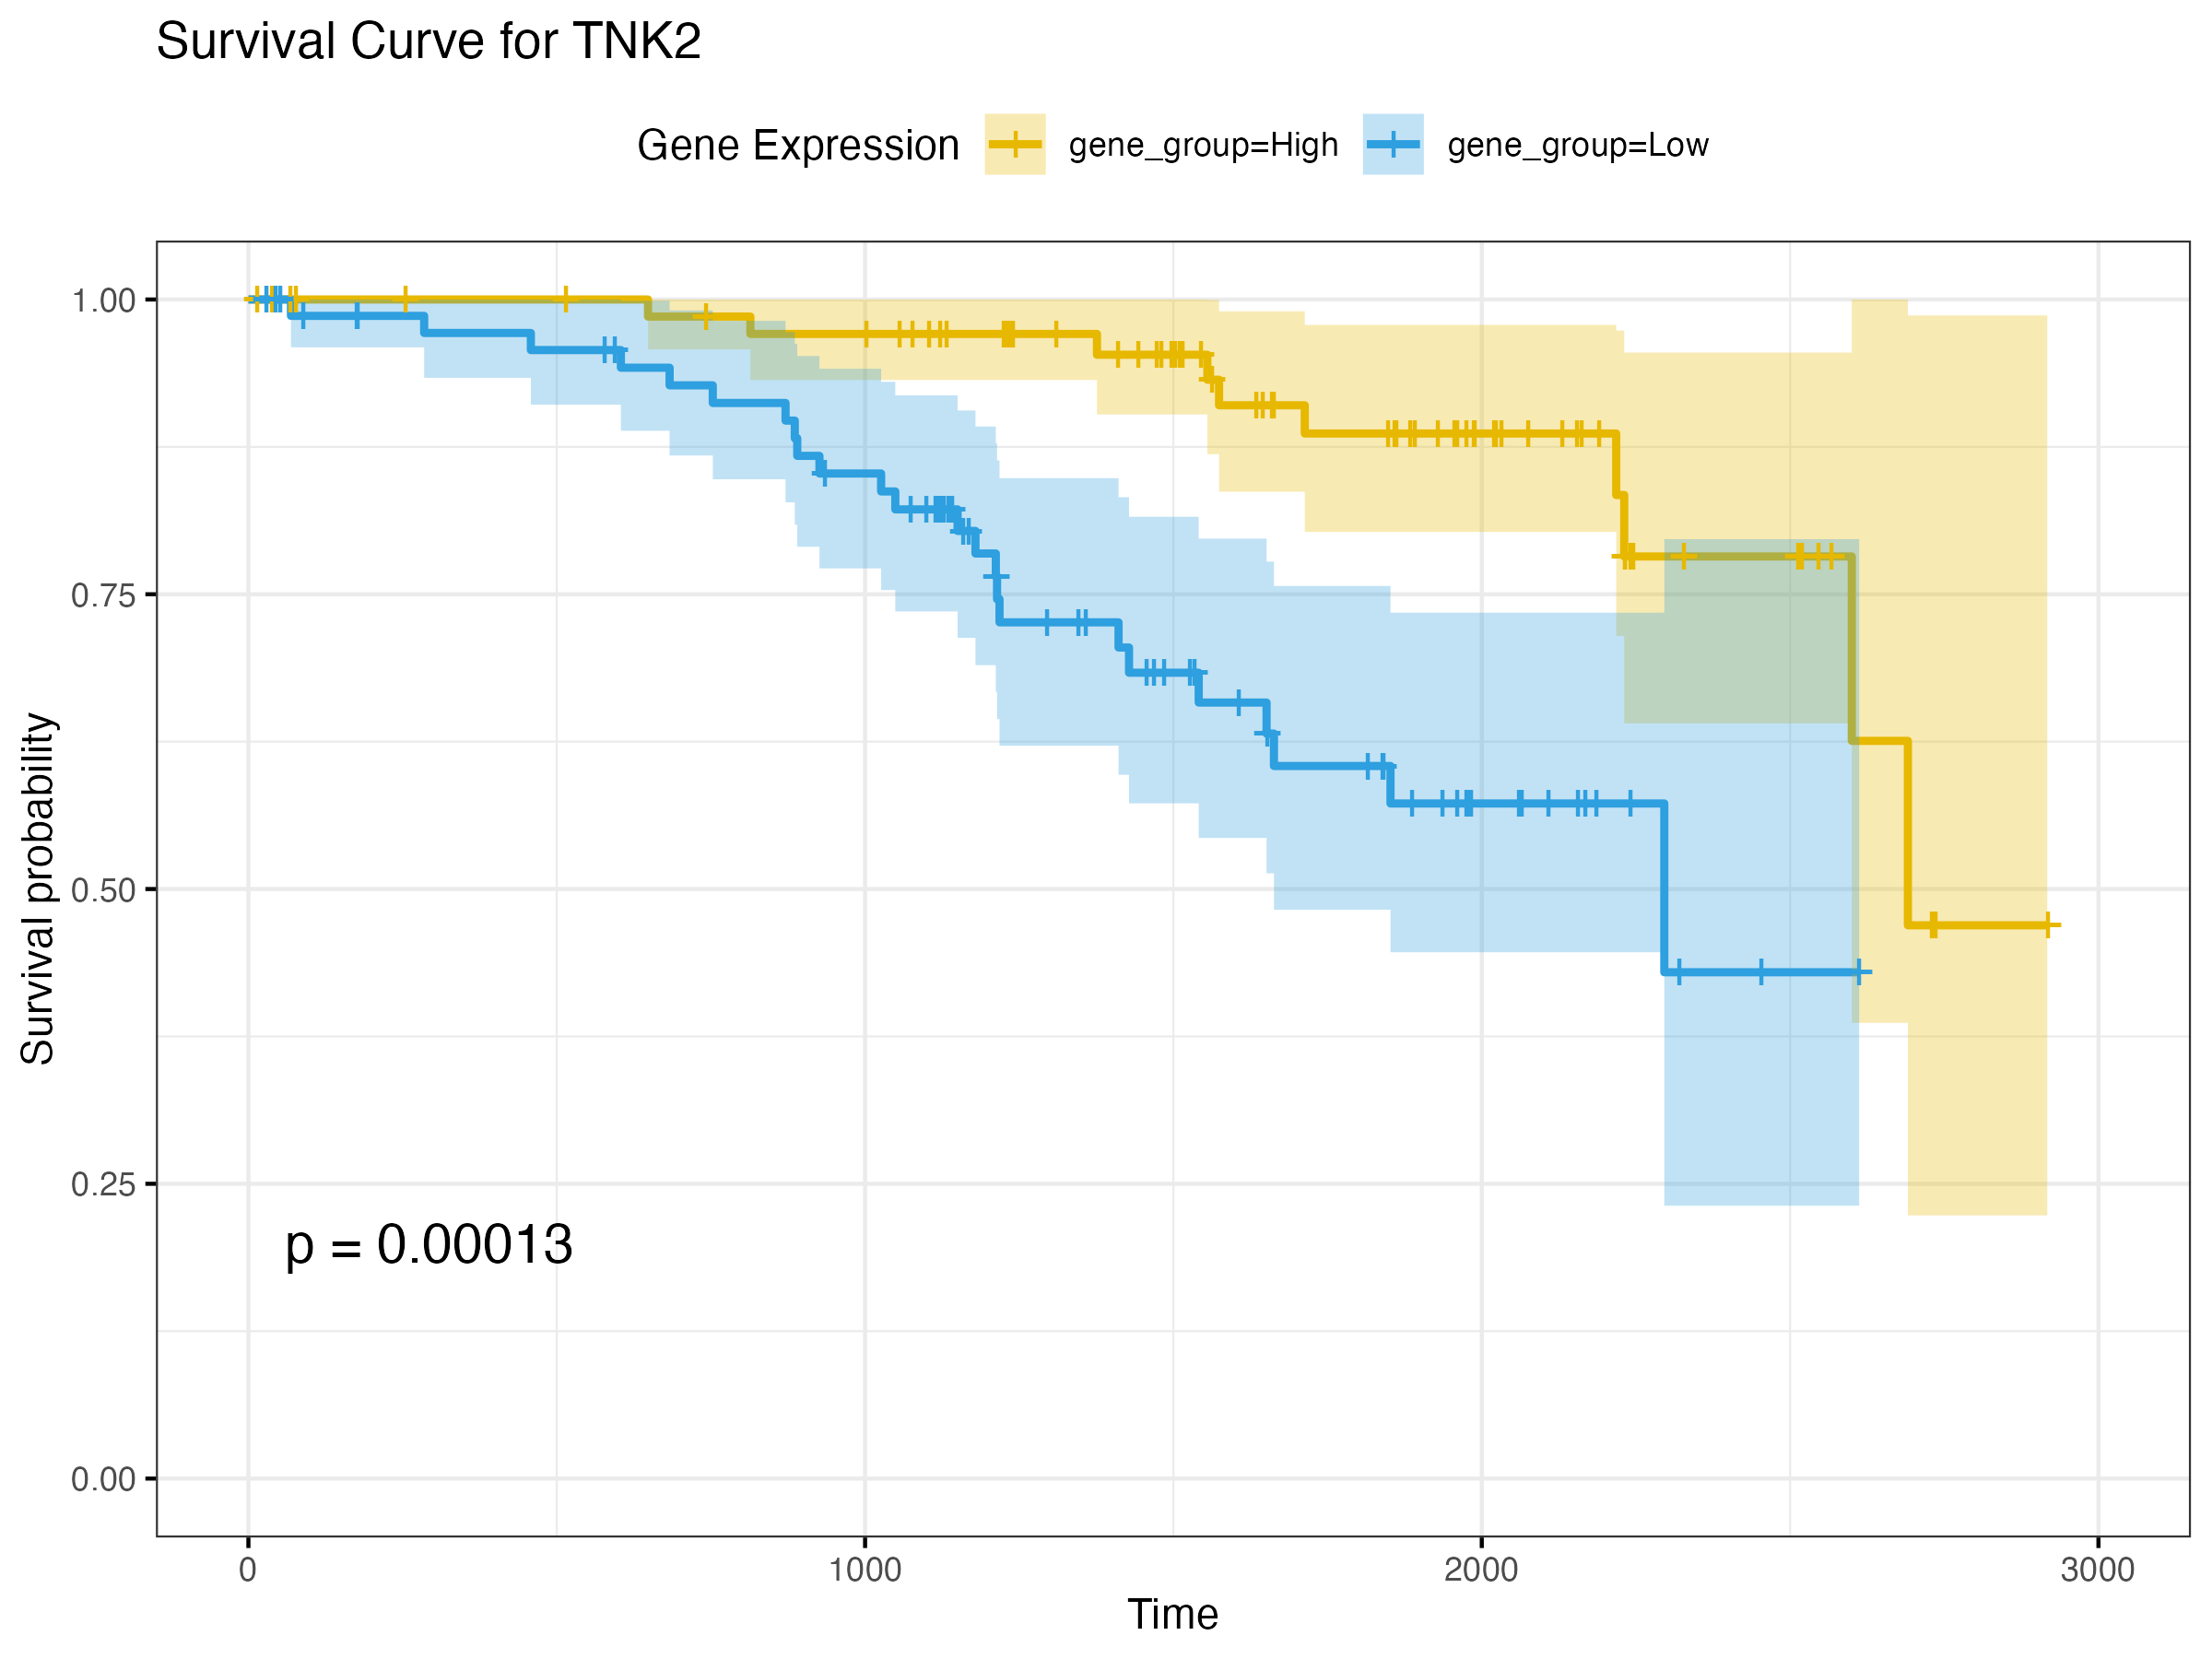 Survival Curve for TNK2
Gene Expression gene_group=High gene_group=Low
Survival probability
1.00
0.75
0.50
0.25
0.00
p = 0.00013
0 1000 2000 3000
Time